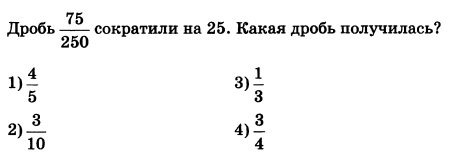 Дробь 75/250 сократили на 25. Какая дробь получилась?
1) 4/5 3) 1/3
2) 3/10 4) 3/4